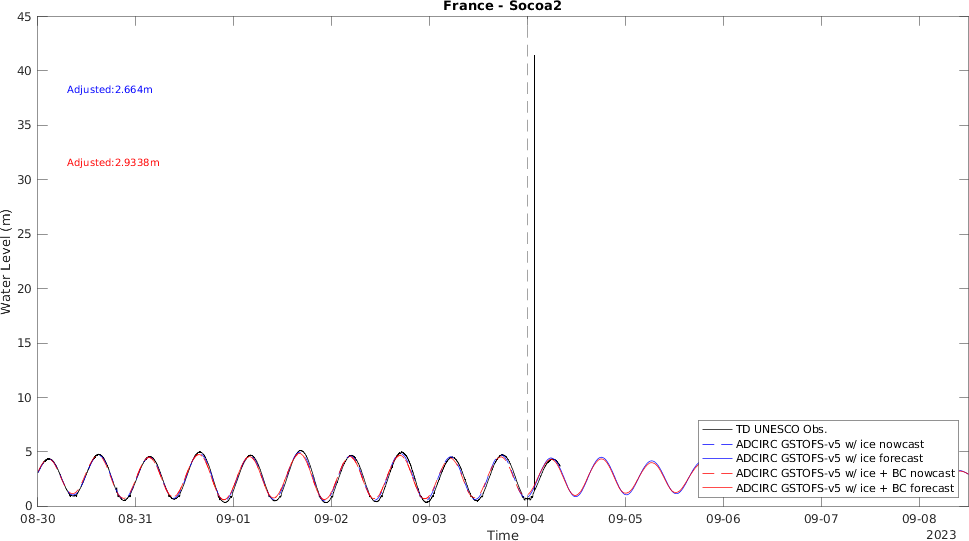 France - Socoa2
45
40
35
30
25
20
15
10
5
0
Water Level (m)
Adjusted:2.664m
Adjusted:2.9338m
TD UNESCO Obs.
ADCIRC GSTOFS-v5 w/ ice nowcast
ADCIRC GSTOFS-v5 w/ ice forecast
ADCIRC GSTOFS-v5 w/ ice + BC nowcast
ADCIRC GSTOFS-v5 w/ ice + BC forecast
08-30 08-31 09-01 09-02 09-03 09-04 09-05 09-06 09-07 09-08
Time
2023